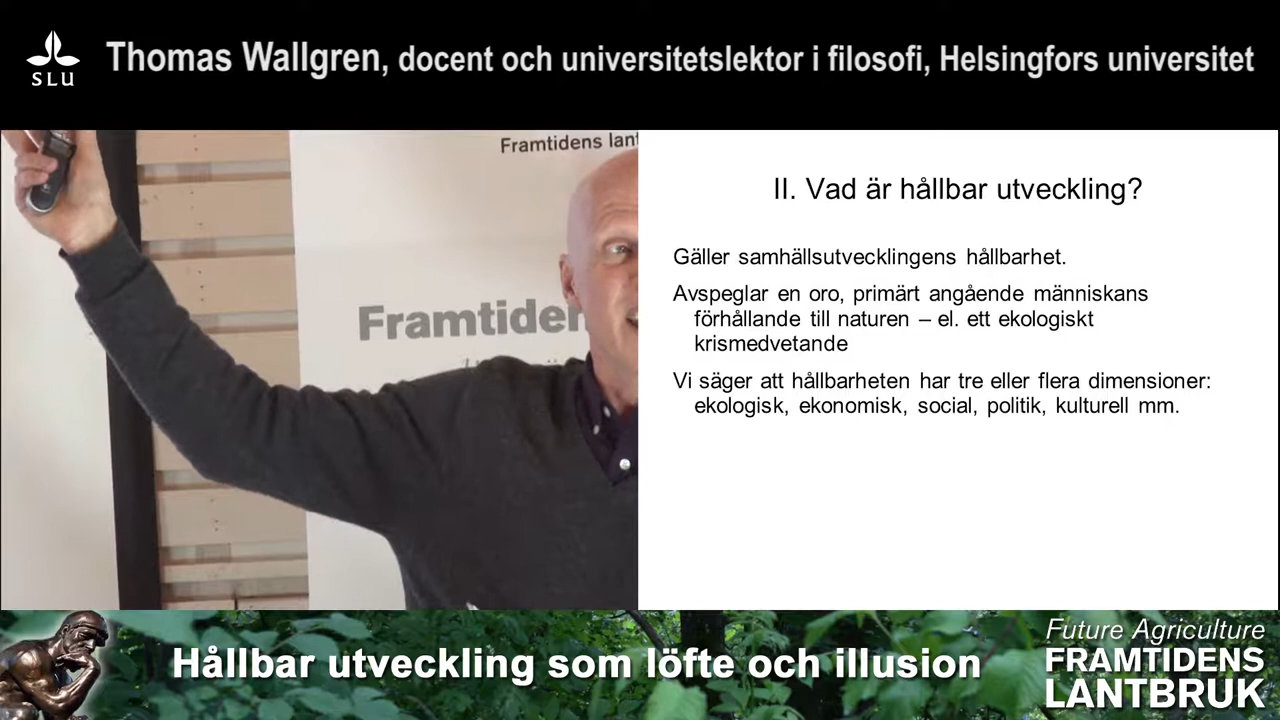 SLU
Thomas Wallgren, docent och universitetslektor i filosofi, Helsingfors universitet
Framtidens lant
Framtiden
II. Vad är hållbar utveckling?
Gäller samhällsutvecklingens hållbarhet.
Avspeglar en oro, primärt angående människans
förhållande till naturen – el. ett ekologiskt
krismedvetande
Vi säger att hållbarheten har tre eller flera dimensioner:
ekologisk, ekonomisk, social, politik, kulturell mm.
Hållbar utveckling som löfte och illusion
Future Agriculture
FRAMTIDENS
LANTBRUK